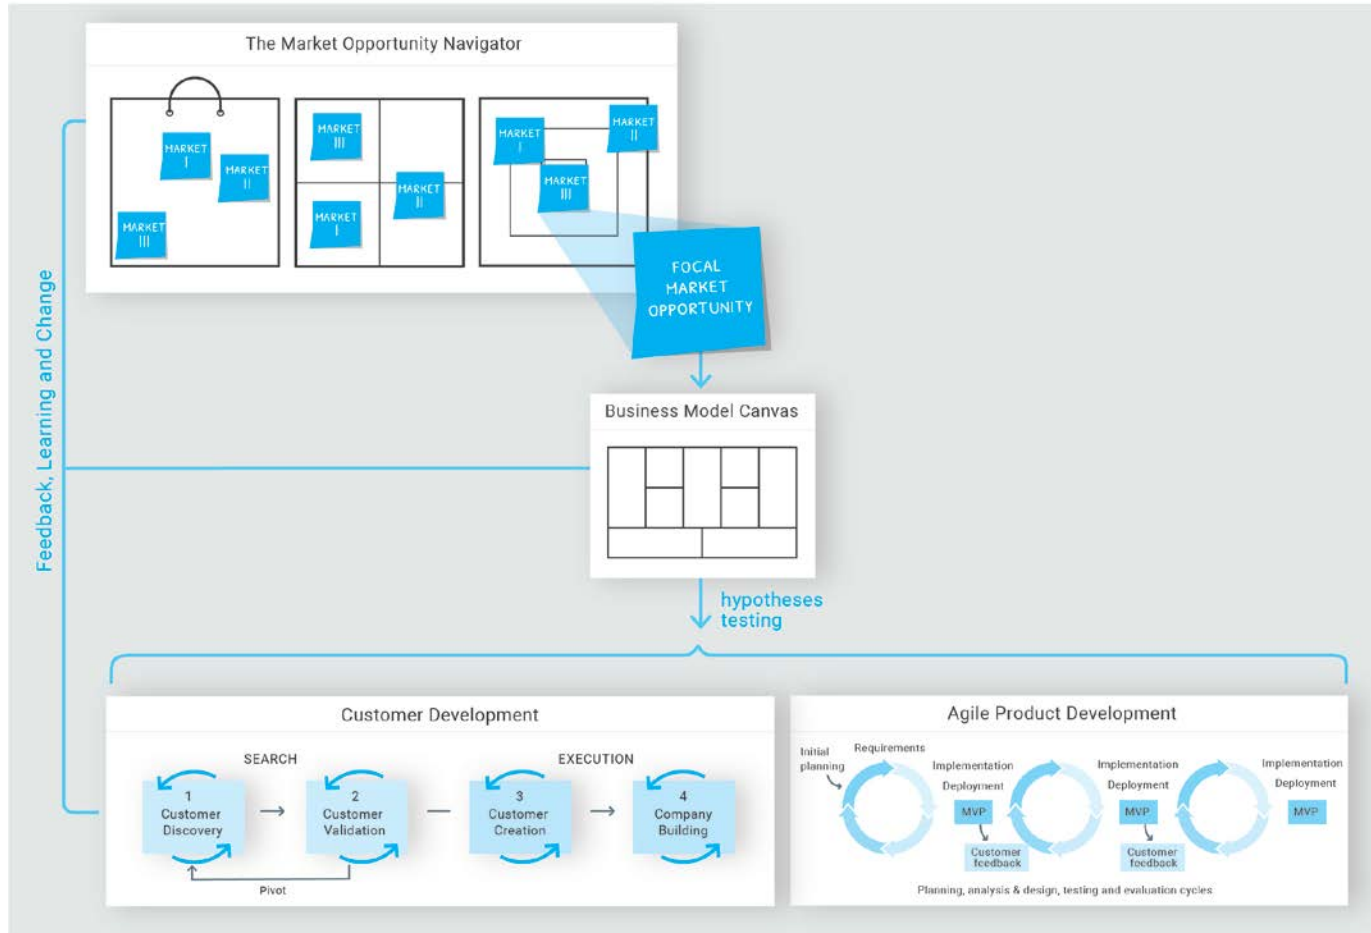 The Market Opportunity Navigator
MARKET
I
MARKET
II
MARKET
III
MARKET
III
MARKET
II
MARKET
I
MARKET
I
MARKET
II
MARKET
III
FOCAL
MARKET
OPPORTUNITY
Feedback, Learning and Change
Business Model Canvas
hypotheses
testing
Customer Development
SEARCH
EXECUTION
1
Customer
Discovery
2
Customer
Validation
3
Customer
Creation
4
Company
Building
Pivot
Agile Product Development
Initial
planning
Requirements
Implementation
Deployment
MVP
Customer
feedback
Implementation
Deployment
MVP
Customer
feedback
Implementation
Deployment
MVP
Planning, analysis & design, testing and evaluation cycles